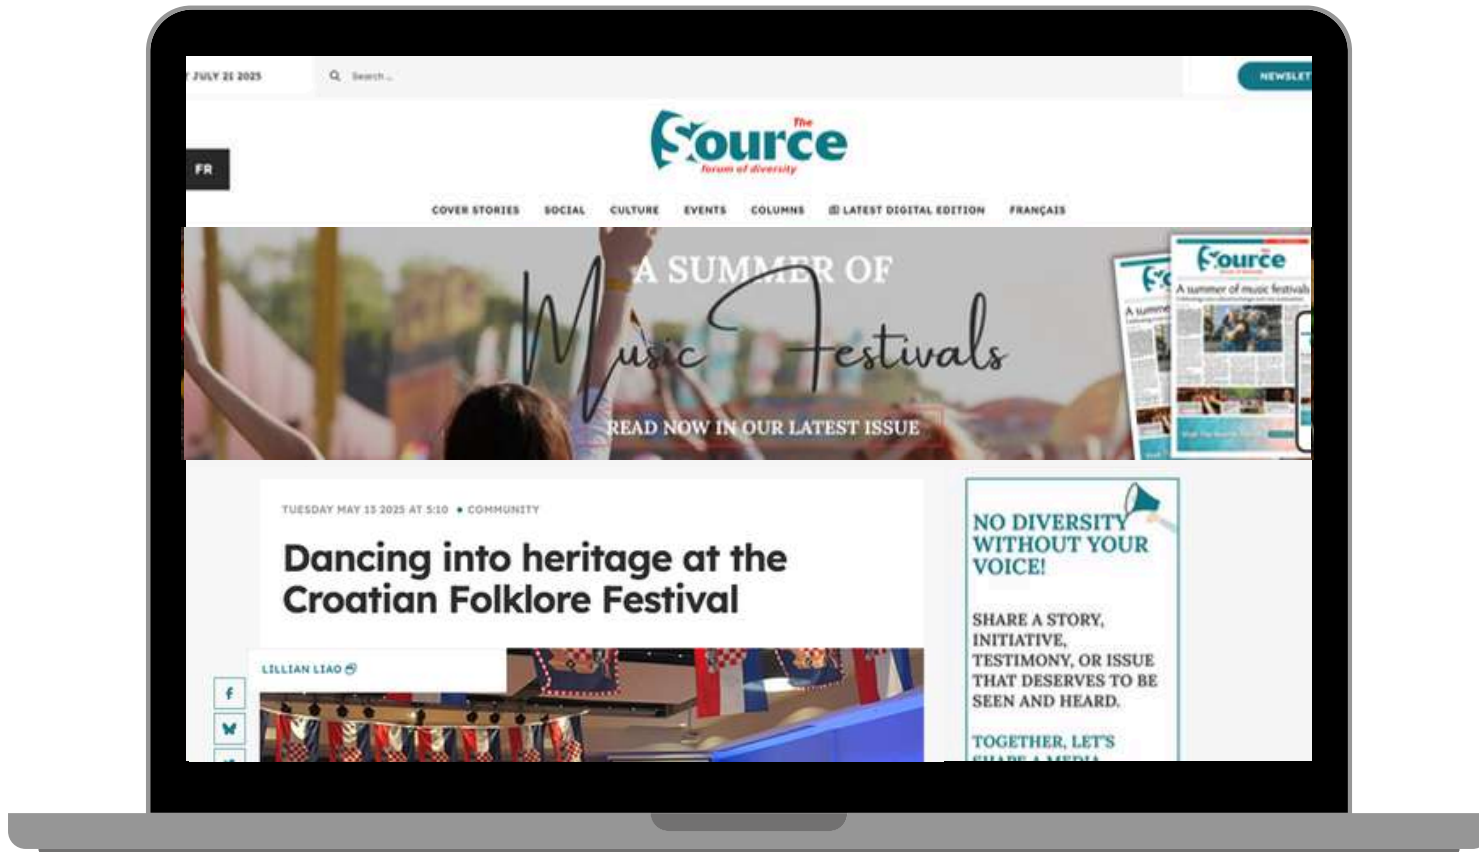 JULY 21 2025
Search ...
NEWSLET
FR
The
Source
forum of diversity
COVER STORIES SOCIAL CULTURE EVENTS COLUMNS LATEST DIGITAL EDITION FRANÇAIS
A SUMMER OF
Music Festivals
READ NOW IN OUR LATEST ISSUE
Source
A summer of music festivals
A summe
TUESDAY MAY 13 2025 AT 5:10 • COMMUNITY
Dancing into heritage at the
Croatian Folklore Festival
LILLIAN LIAO
NO DIVERSITY
WITHOUT YOUR
VOICE!
SHARE A STORY,
INITIATIVE,
TESTIMONY, OR ISSUE
THAT DESERVES TO BE
SEEN AND HEARD.
TOGETHER, LET'S
SHAPE A MEDIA